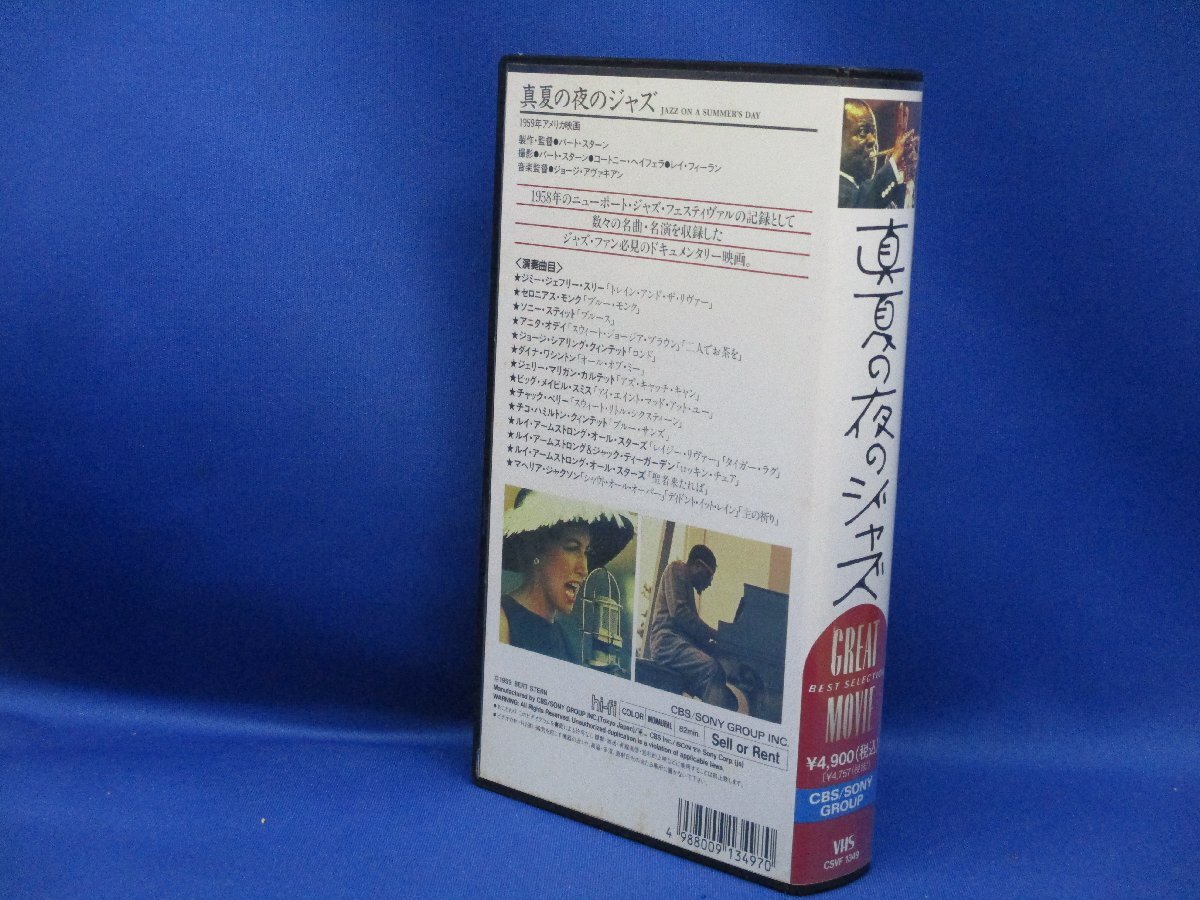 真夏の夜のジャズ JAZZ ON A SUMMER'S DAY
1959年アメリカ映画
製作・監督●バート・スターン
撮影●バート・スターン●コートニー・ヘイフェラ●レイ・フィーラン
音楽監督●ジョージ・アヴァキアン
1958年のニューポート・ジャズ・フェスティヴァルの記録として
数々の名曲・名演を収録した
ジャズ・ファン必見のドキュメンタリー映画。
〈演奏曲目〉
★ジミー・ジェフリー・スリー「トレイン・アンド・ザ・リヴァー」
★セロニアス・モンク「ブルー・モンク」
★ソニー・スティット「ブルース」
★アニタ・オデイ「スウィート・ジョージア・ブラウン」「二人でお茶を」
★ジョージ・シアリング・クィンテット「ロンド」
★ダイナ・ワシントン「オール・オブ・ミー」
★ジェリー・マリガン・カルテット「アズ・キャッチ・キャン」
★ビッグ・メイビル・スミス「アイ・エイント・マッド・アット・ユー」
★チャック・ベリー「スウィート・リトル・シクスティーン」
★チコ・ハミルトン・クィンテット「ブルー・サンズ」
★ルイ・アームストロング・オール・スターズ「レイジー・リヴァー」「タイガー・ラグ」
★ルイ・アームストロング&ジャック・ティーガーデン「ロッキン・チェア」
★ルイ・アームストロング・オール・スターズ「聖者来たれば」
★マヘリア・ジャクソン「シャウト・オール・オーバー」「ディドント・イット・レイン」「主の祈り」
BERT STERN
hi-fi COLOR MONAURAL 82min.
CBS/SONY GROUP INC.
Sell or Rent
Manufactured by CBS/SONY GROUP INC.
WARNING: All Rights Reserved. Unauthorized duplication is a violation of applicable laws.
4 988009 134970
真夏の夜のジャズ
GREAT
BEST SELECTION
MOVIE
¥4,900(税込)
CBS/SONY
GROUP
VHS
CSVF 1349